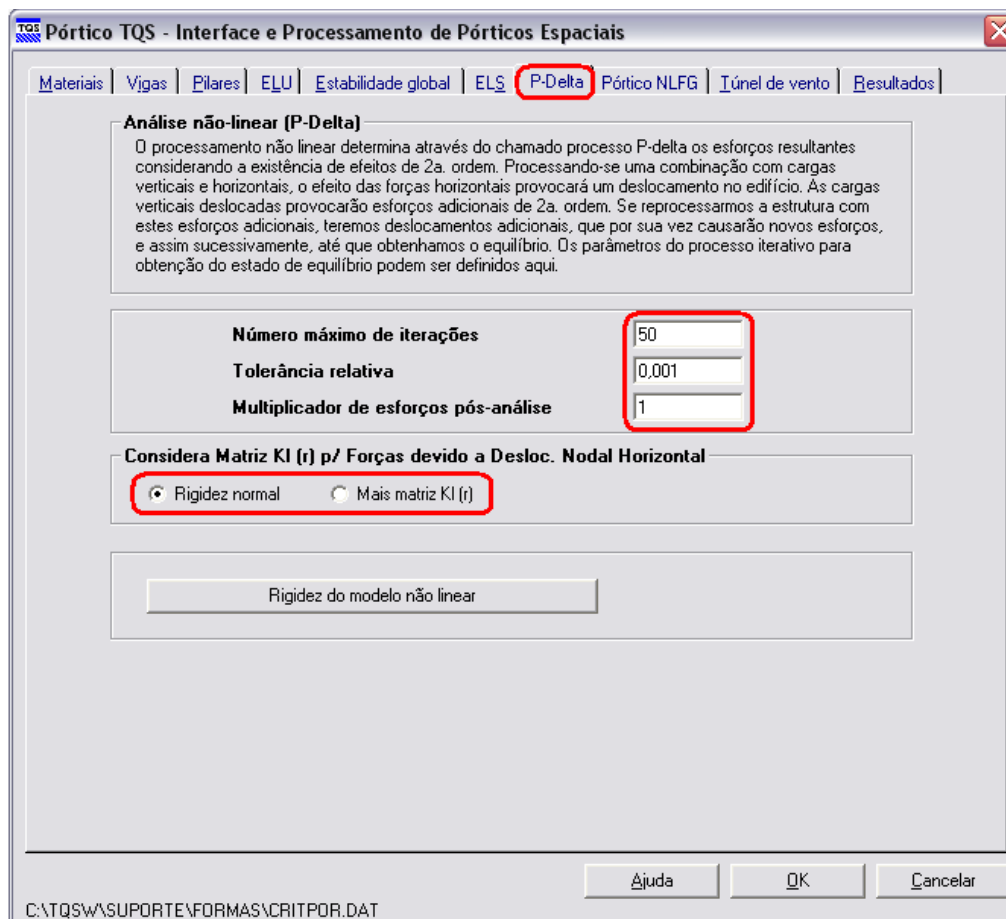 TQS Pórtico TQS - Interface e Processamento de Pórticos Espaciais
Materiais Vigas Pilares ELU Estabilidade global ELS P-Delta Pórtico NLFG Túnel de vento Resultados
Análise não-linear (P-Delta)
O processamento não linear determina através do chamado processo P-delta os esforços resultantes
considerando a existência de efeitos de 2a. ordem. Processando-se uma combinação com cargas
verticais e horizontais, o efeito das forças horizontais provocará um deslocamento no edifício. As cargas
verticais deslocadas provocarão esforços adicionais de 2a. ordem. Se reprocessarmos a estrutura com
estes esforços adicionais, teremos deslocamentos adicionais, que por sua vez causarão novos esforços,
e assim sucessivamente, até que obtenhamos o equilíbrio. Os parâmetros do processo iterativo para
obtenção do estado de equilíbrio podem ser definidos aqui.
Número máximo de iterações 50
Tolerância relativa 0,001
Multiplicador de esforços pós-análise 1
Considera Matriz KI (r) p/ Forças devido a Desloc. Nodal Horizontal
Rigidez normal Mais matriz KI (r)
Rigidez do modelo não linear
Ajuda OK Cancelar
C:\TQSW\SUPORTE\FORMAS\CRITPOR.DAT